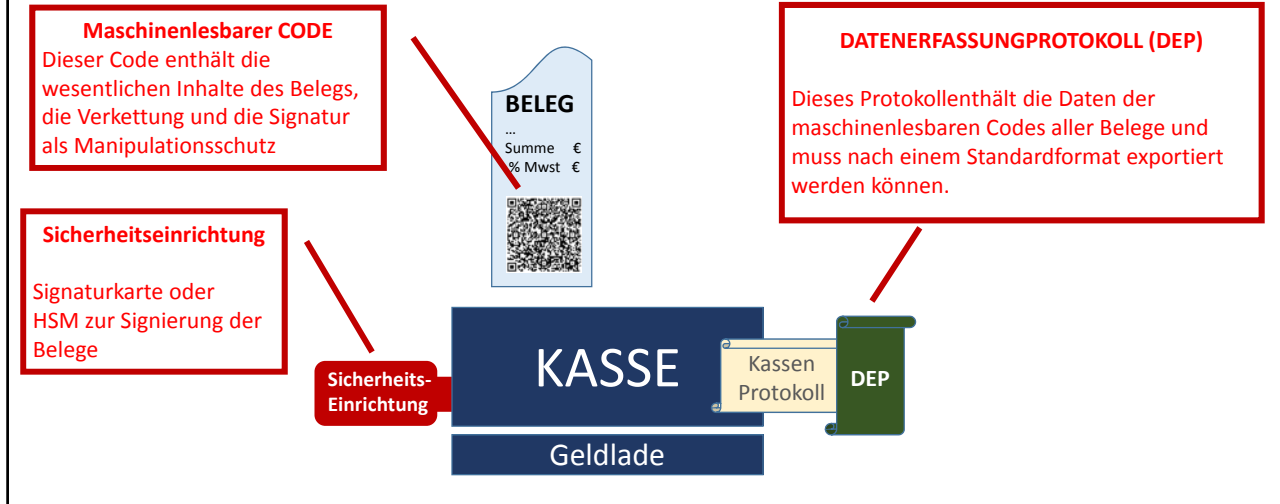 Maschinenlesbarer CODE
Dieser Code enthält die
wesentlichen Inhalte des Belegs,
die Verkettung und die Signatur
als Manipulationsschutz
BELEG
...
Summe €
% Mwst €
DATENERFASSUNGPROTOKOLL (DEP)
Dieses Protokollenthält die Daten der
maschinenlesbaren Codes aller Belege und
muss nach einem Standardformat exportiert
werden können.
Sicherheitseinrichtung
Signaturkarte oder
HSM zur Signierung der
Belege
Sicherheits-
Einrichtung
KASSE
Kassen
Protokoll
DEP
Geldlade